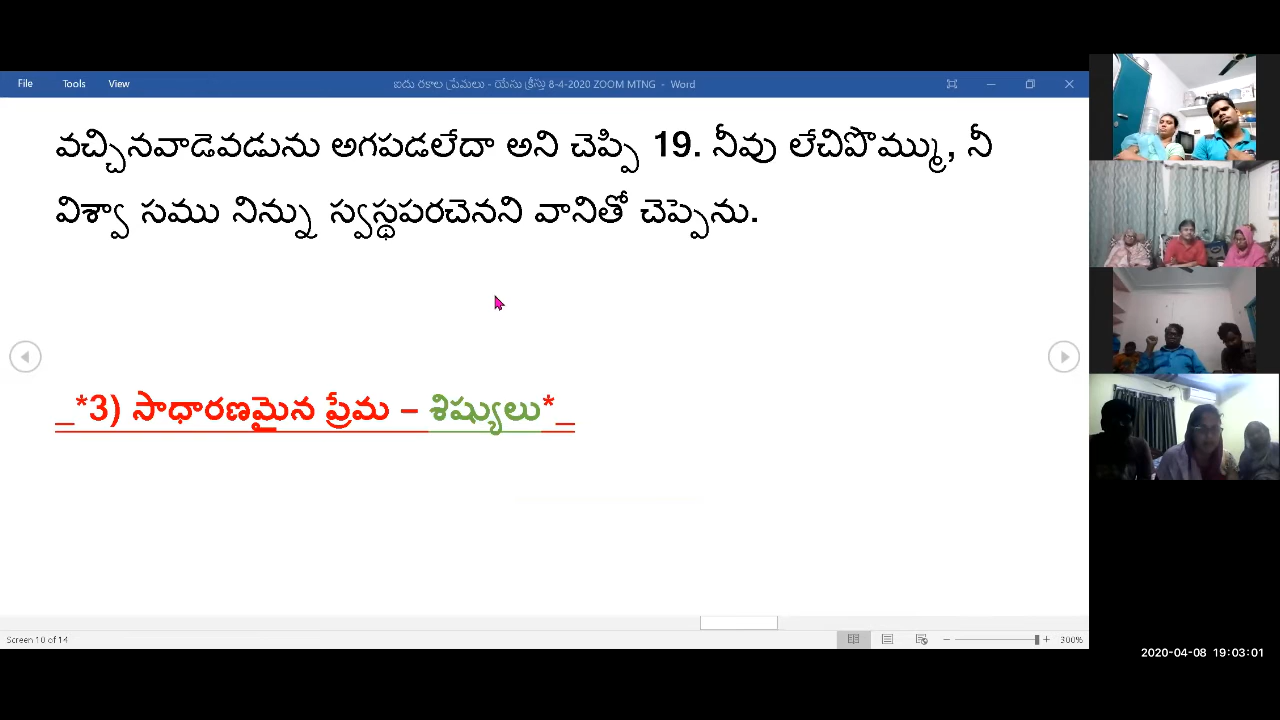 File Tools View ఐదు రకాల ప్రేమలు - యేసు క్రీస్తు 8-4-2020 ZOOM MTNG - Word
వచ్చినవాడెవడును అగపడలేదా అని చెప్పి 19. నీవు లేచిపొమ్ము, నీ
విశ్వా సము నిన్ను స్వస్థపరచెనని వానితో చెప్పెను.
_*3) సాధారణమైన ప్రేమ – శిష్యులు*_
Screen 10 of 14 300%
2020-04-08 19:03:01